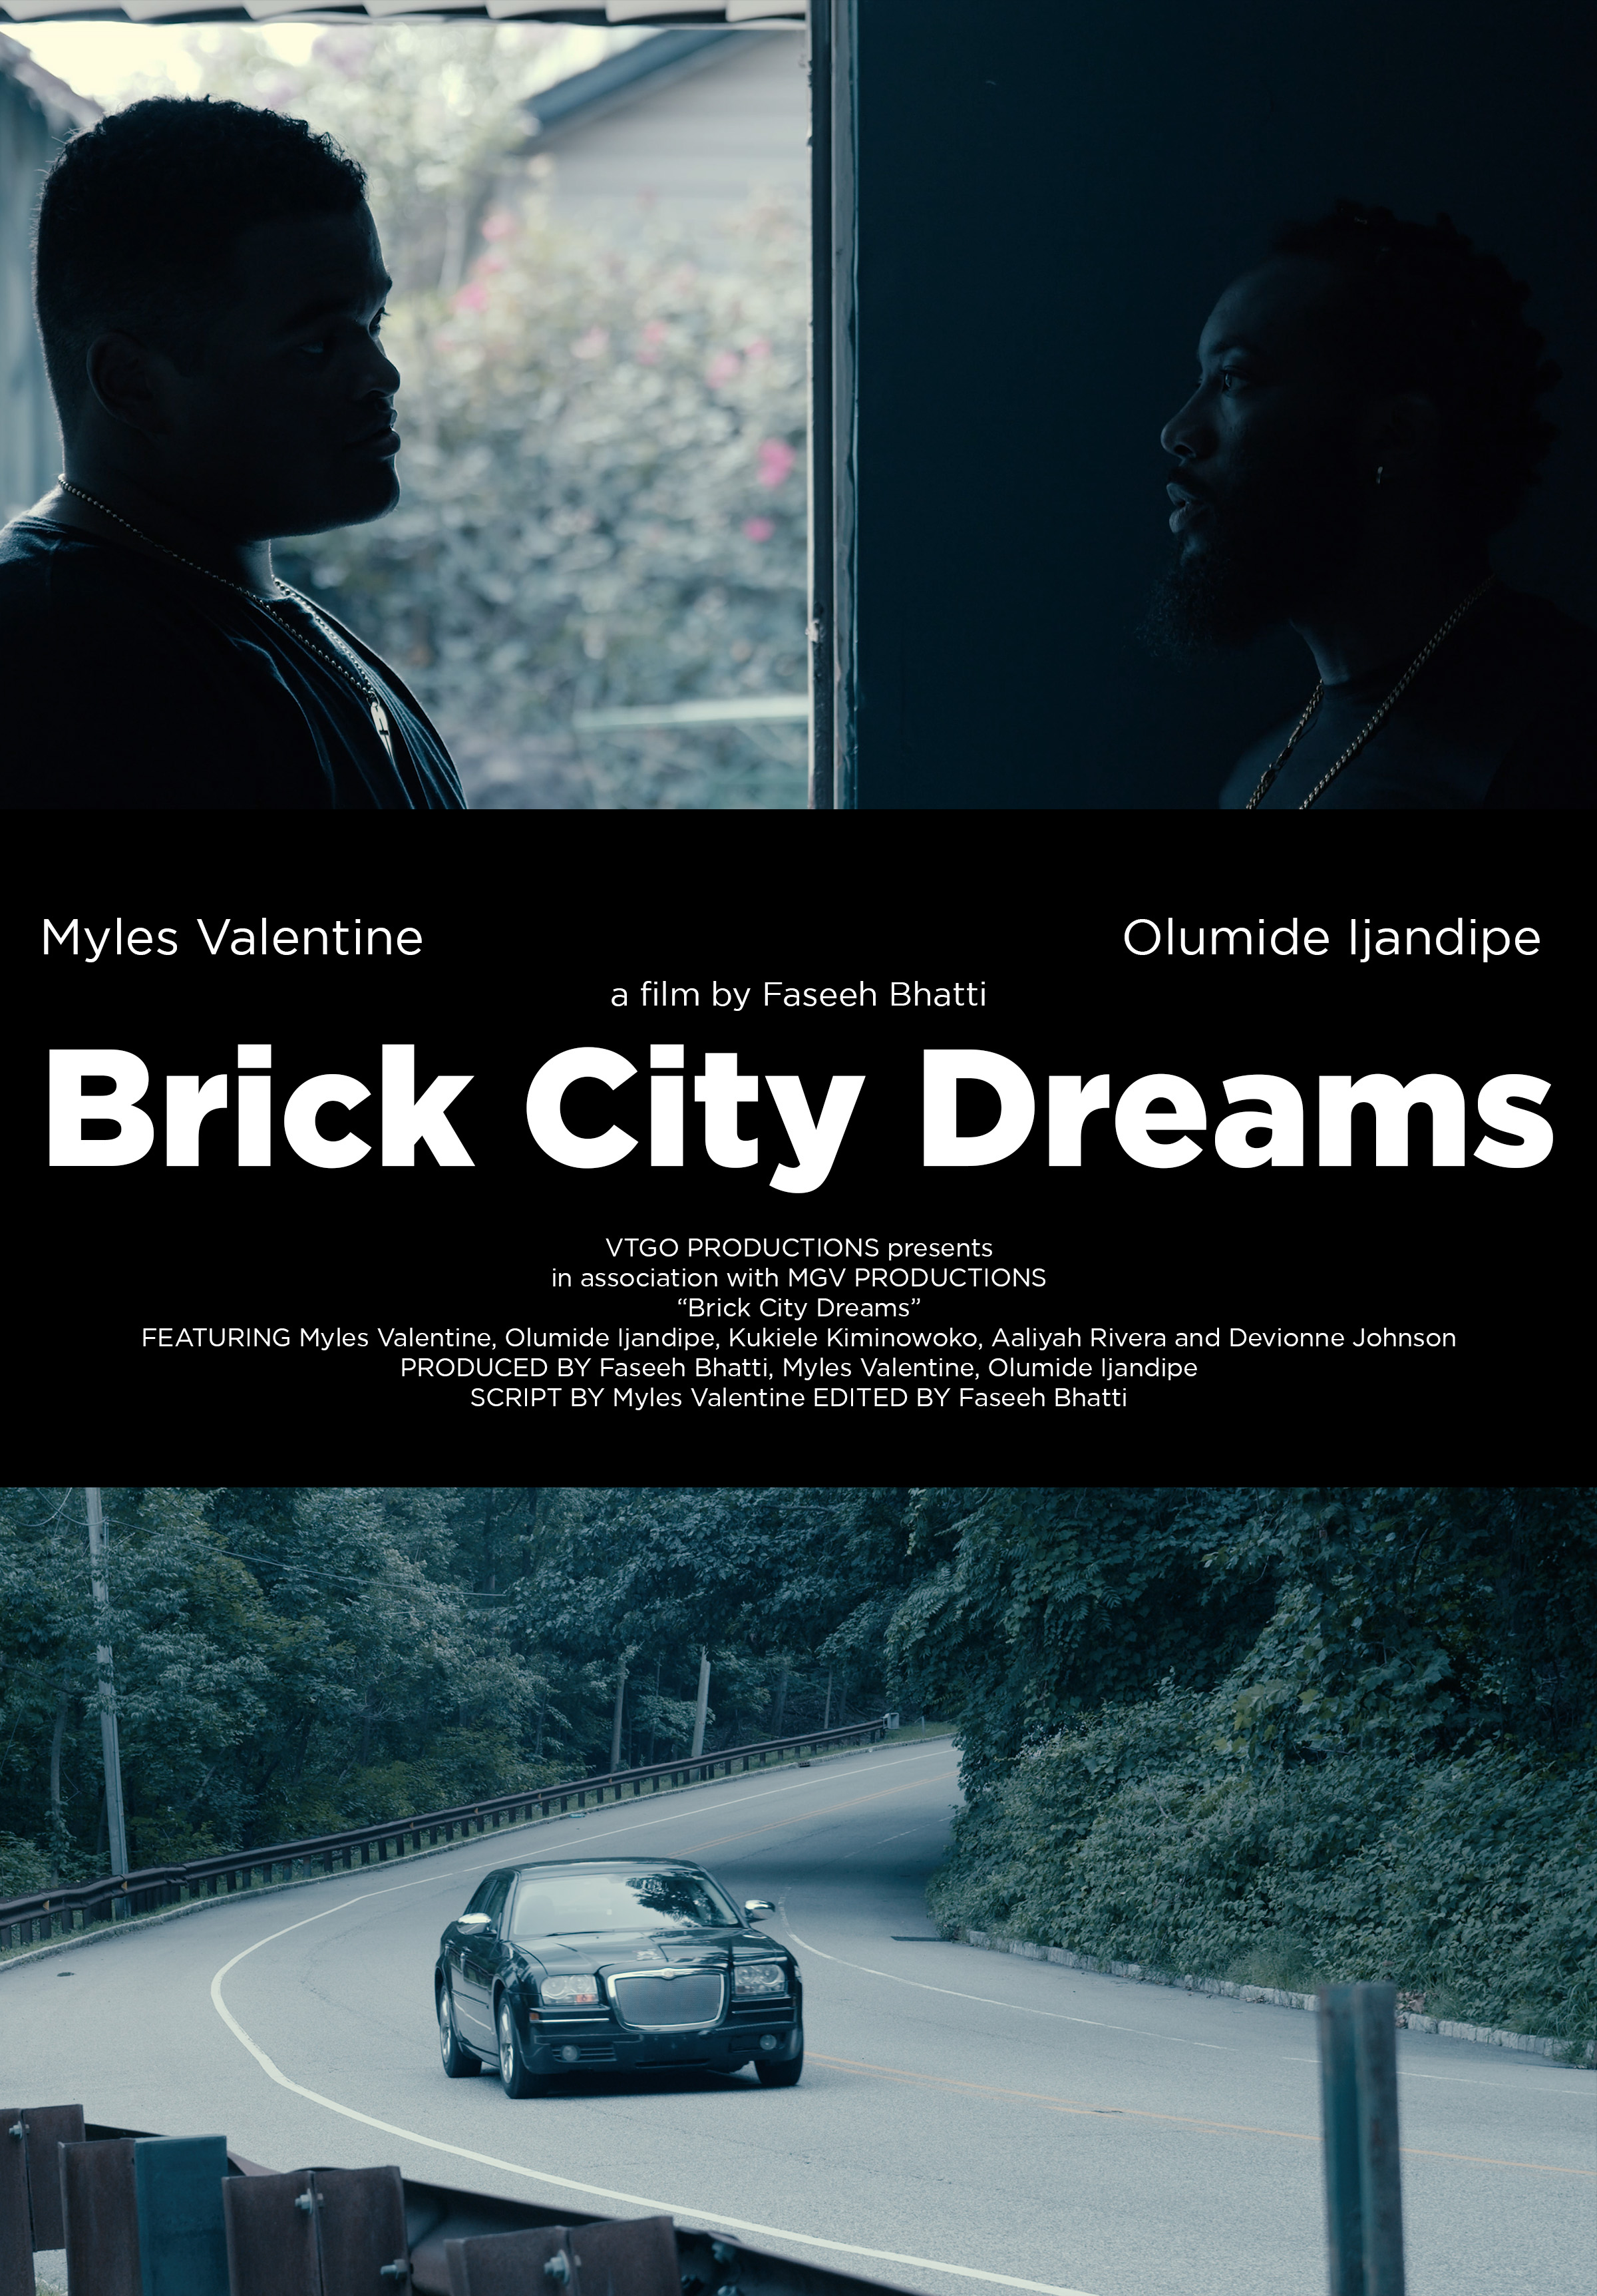 Myles Valentine
Olumide Ijandipe
a film by Faseeh Bhatti
Brick City Dreams
VTGO PRODUCTIONS presents
in association with MGV PRODUCTIONS
“Brick City Dreams”
FEATURING Myles Valentine, Olumide Ijandipe, Kukiele Kiminowoko, Aaliyah Rivera and Devionne Johnson
PRODUCED BY Faseeh Bhatti, Myles Valentine, Olumide Ijandipe
SCRIPT BY Myles Valentine EDITED BY Faseeh Bhatti